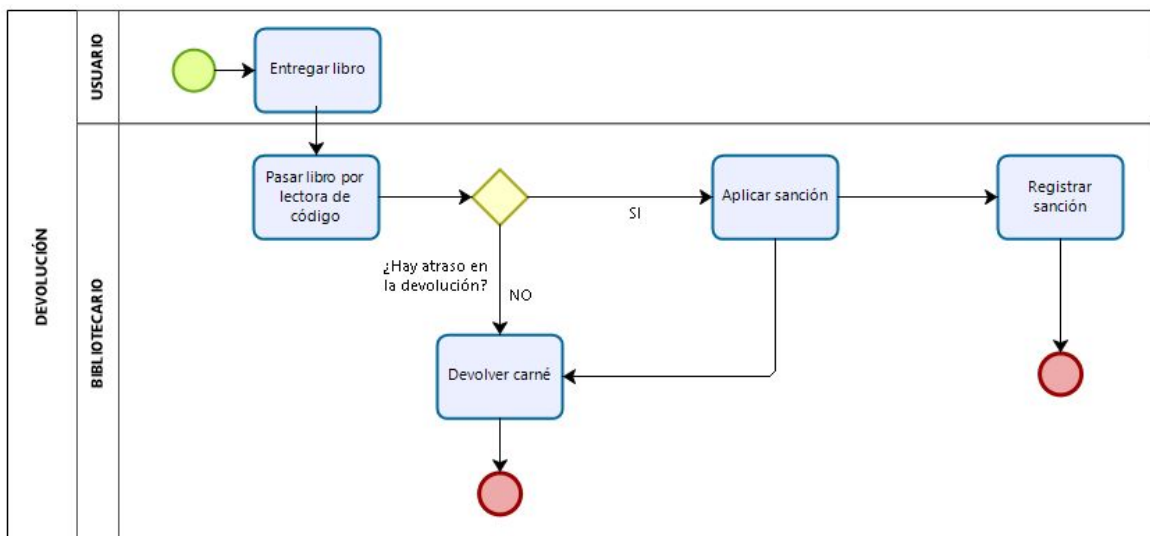 DEVOLUCIÓN
USUARIO
Entregar libro
BIBLIOTECARIO
Pasar libro por
lectora de
código
SI
Aplicar sanción
Registrar
sanción
¿Hay atraso en
la devolución?
NO
Devolver carné